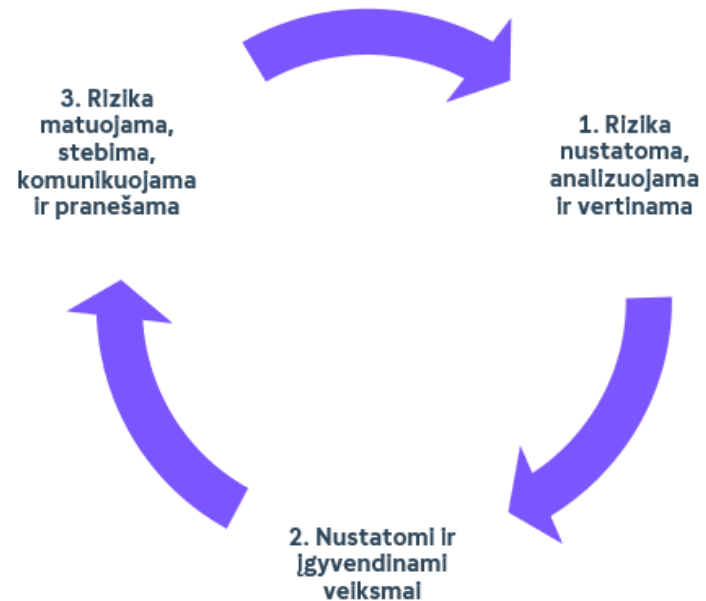 3. Rizika
matuojama,
stebima,
komunikuojama
ir pranešama
1. Rizika
nustatoma,
analizuojama
ir vertinama
2. Nustatomi ir
įgyvendinami
veiksmai